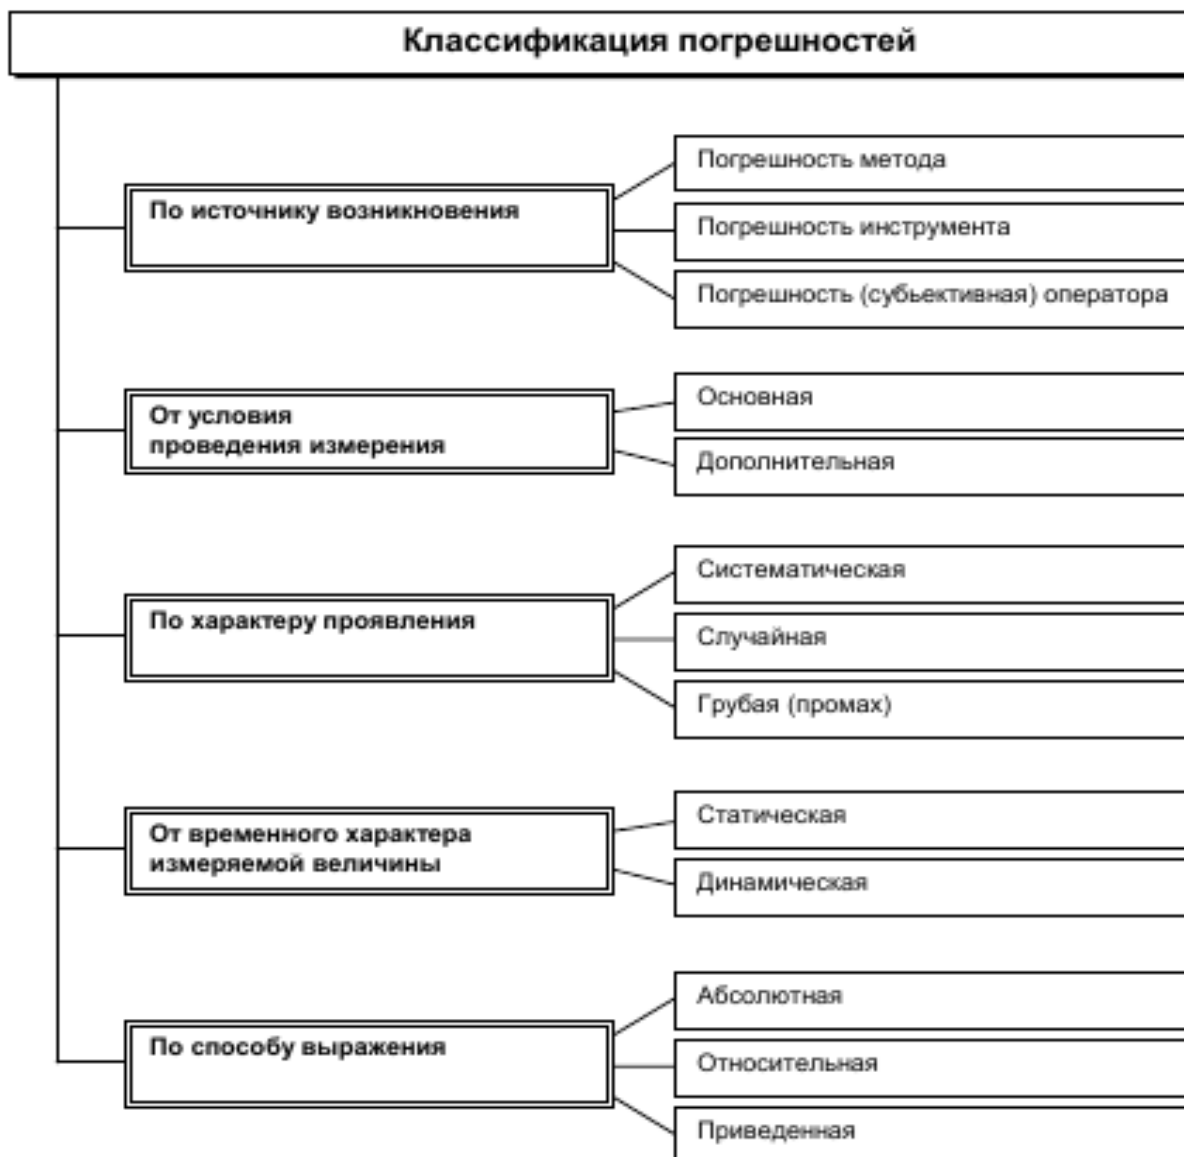 Классификация погрешностей
По источнику возникновения
Погрешность метода
Погрешность инструмента
Погрешность (субьективная) оператора
От условия
проведения измерения
Основная
Дополнительная
По характеру проявления
Систематическая
Случайная
Грубая (промах)
От временного характера
измеряемой величины
Статическая
Динамическая
По способу выражения
Абсолютная
Относительная
Приведенная